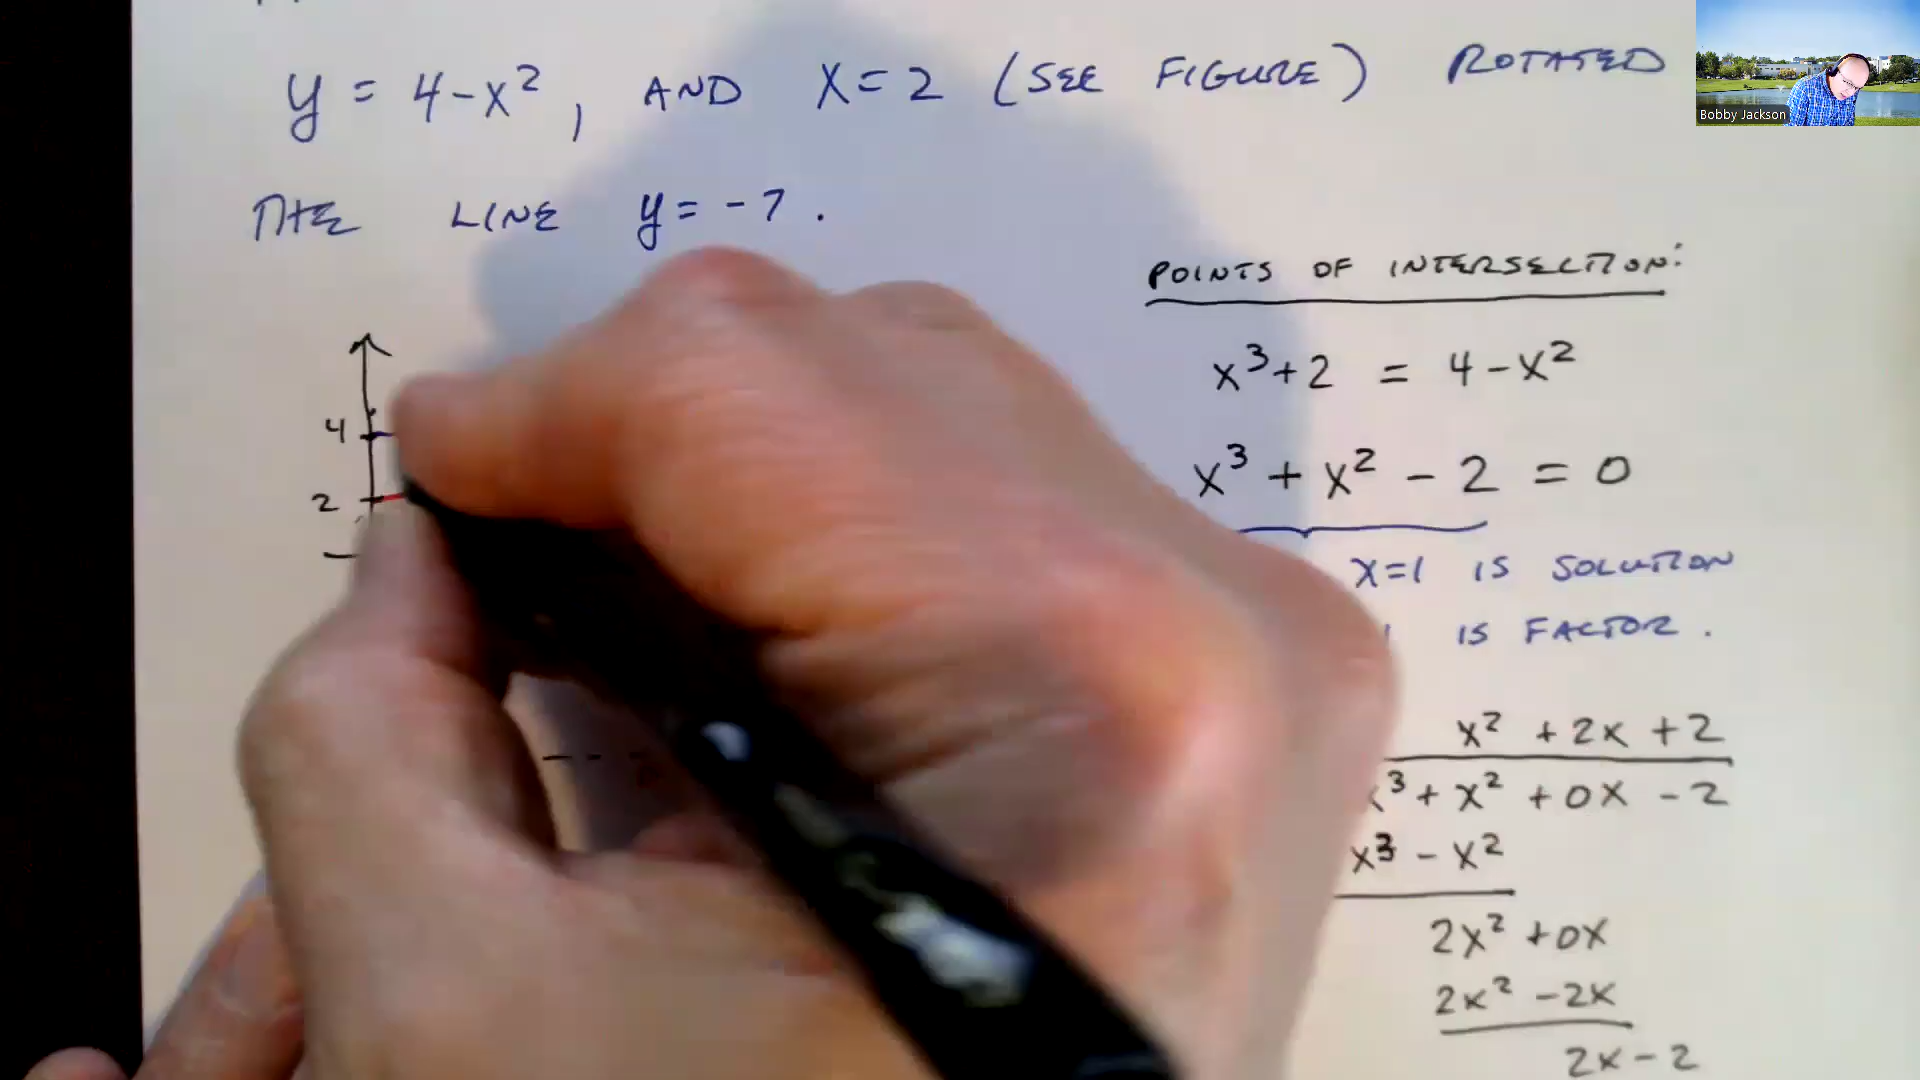 y = 4-x², AND X=2 (SEE FIGURE) ROTATED
Bobby Jackson
THE LINE y = -7.
POINTS OF INTERSECTION:
x³+2 = 4-x²
x³ + x² - 2 = 0
X=1 IS SOLUTION
IS FACTOR.
4
2
x² +2x +2
x³ + x² +0x -2
x³ - x²
2x² +0x
2x² -2x
2x-2